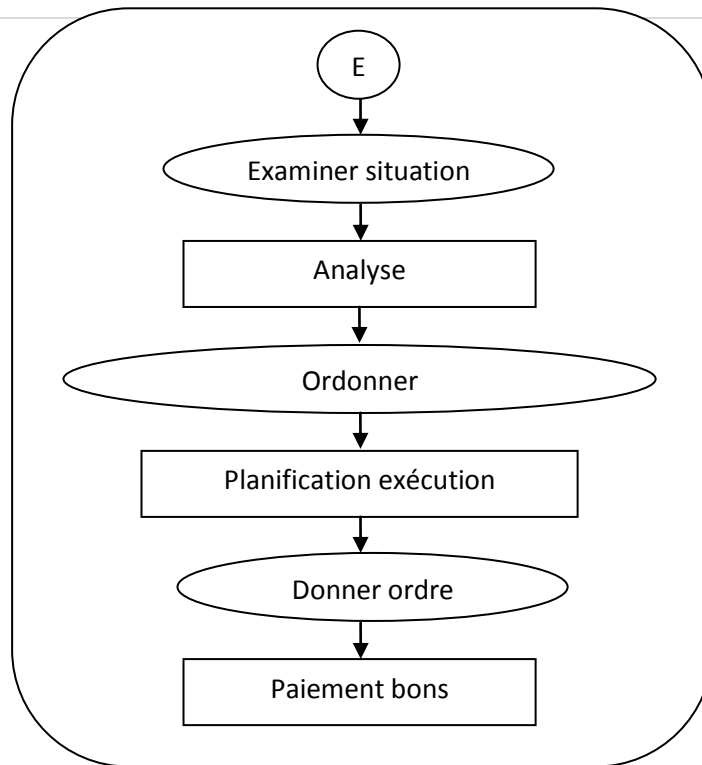 E
Examiner situation
Analyse
Ordonner
Planification exécution
Donner ordre
Paiement bons